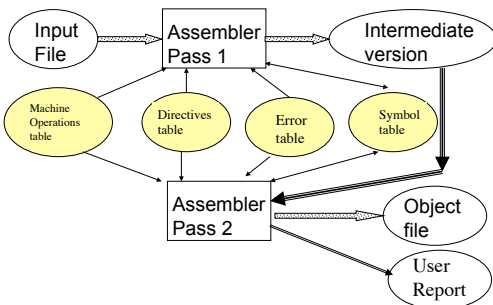 Input
File
Assembler
Pass 1
Intermediate
version
Machine
Operations
table
Directives
table
Error
table
Symbol
table
Assembler
Pass 2
Object
file
User
Report